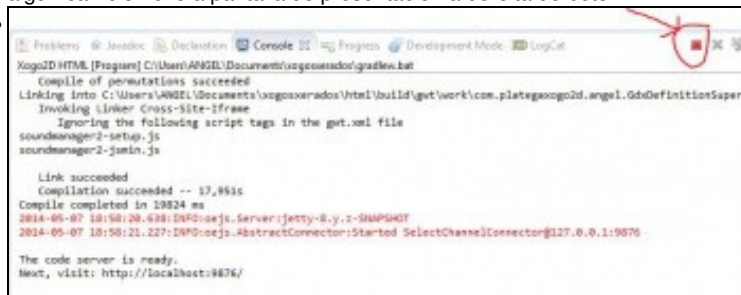 Problems @ Javadoc Declaration Console Progress Development Mode LogCat
Xogo2D HTML [Program] C:\Users\ANGEL\Documents\xogosxerados\gradlew.bat
Compile of permutations succeeded
Linking into C:\Users\ANGEL\Documents\xogosxerados\html\build\gwt\work\com.plategaxogo2d.angel.GdxDefinitionSuper
Invoking Linker Cross-Site-Iframe
Ignoring the following script tags in the gwt.xml file
soundmanager2-setup.js
soundmanager2-jsmin.js
Link succeeded
Compilation succeeded -- 17,951s
Compile completed in 19824 ms
2014-05-07 18:58:20.638:INFO:oejs.Server:jetty-8.y.z-SNAPSHOT
2014-05-07 18:58:21.227:INFO:oejs.AbstractConnector:Started SelectChannelConnector@127.0.0.1:9876
The code server is ready.
Next, visit: http://localhost:9876/